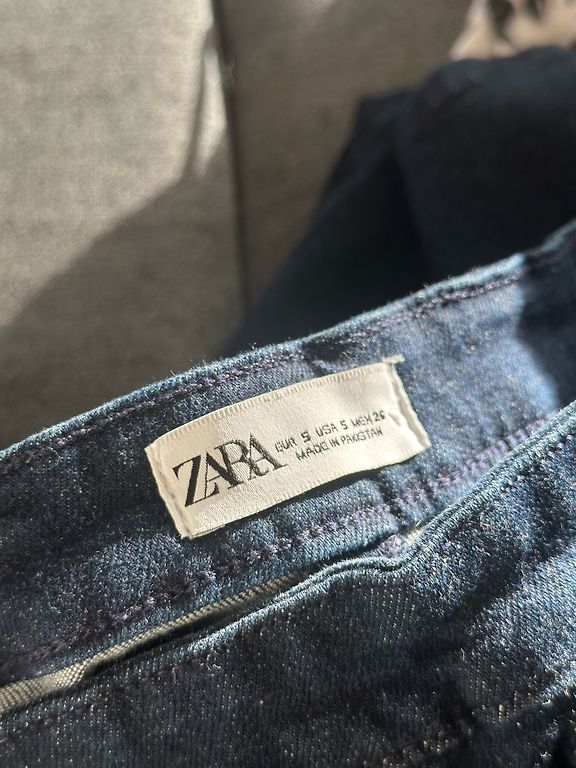 ZARA
EUR S USA S MEX 26
MADE IN PAKISTAN